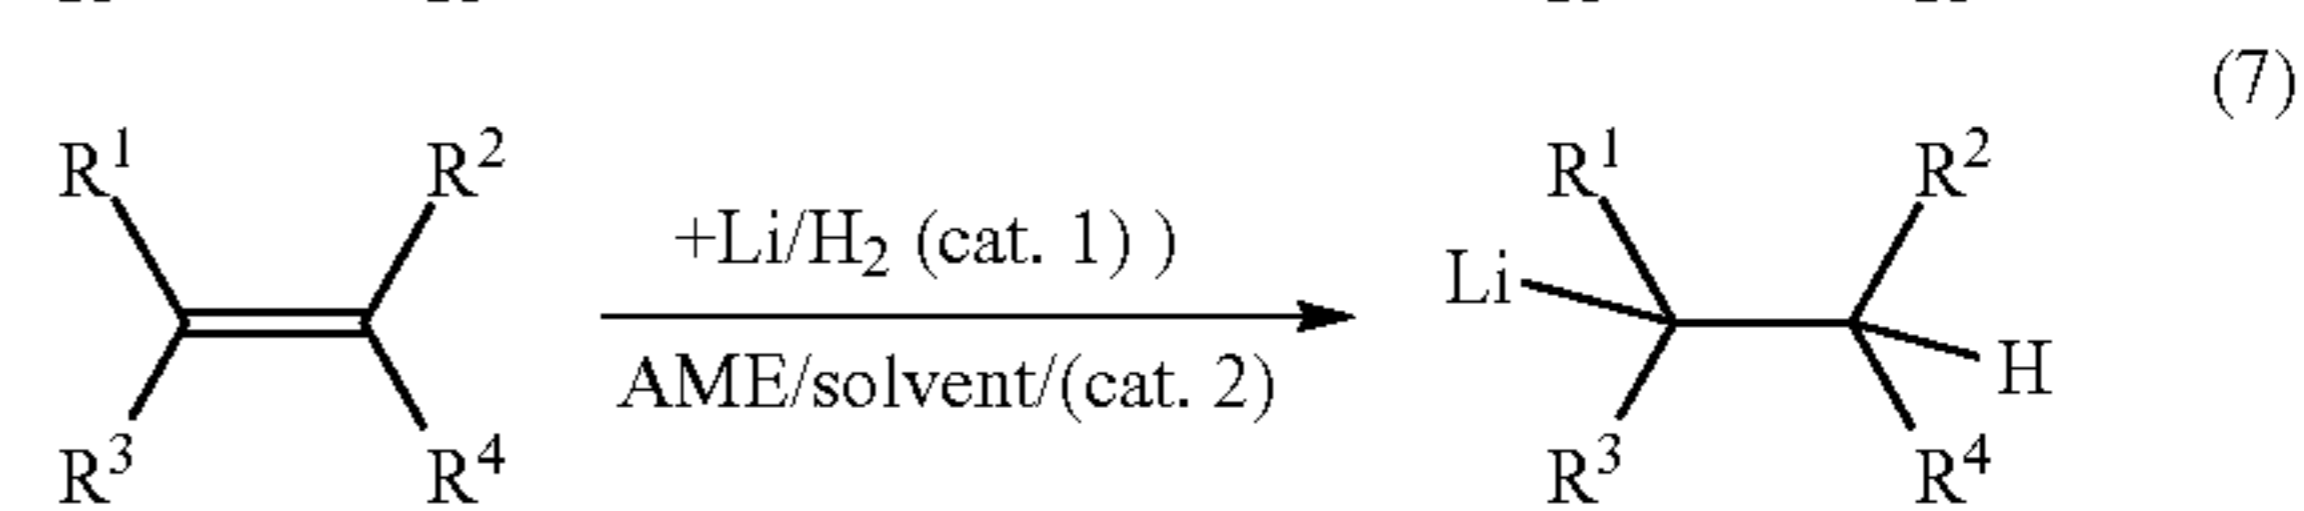 (7)
R¹ R² R¹ R²
+Li/H₂ (cat. 1) )
Li
AME/solvent/(cat. 2)
H
R³ R⁴ R³ R⁴